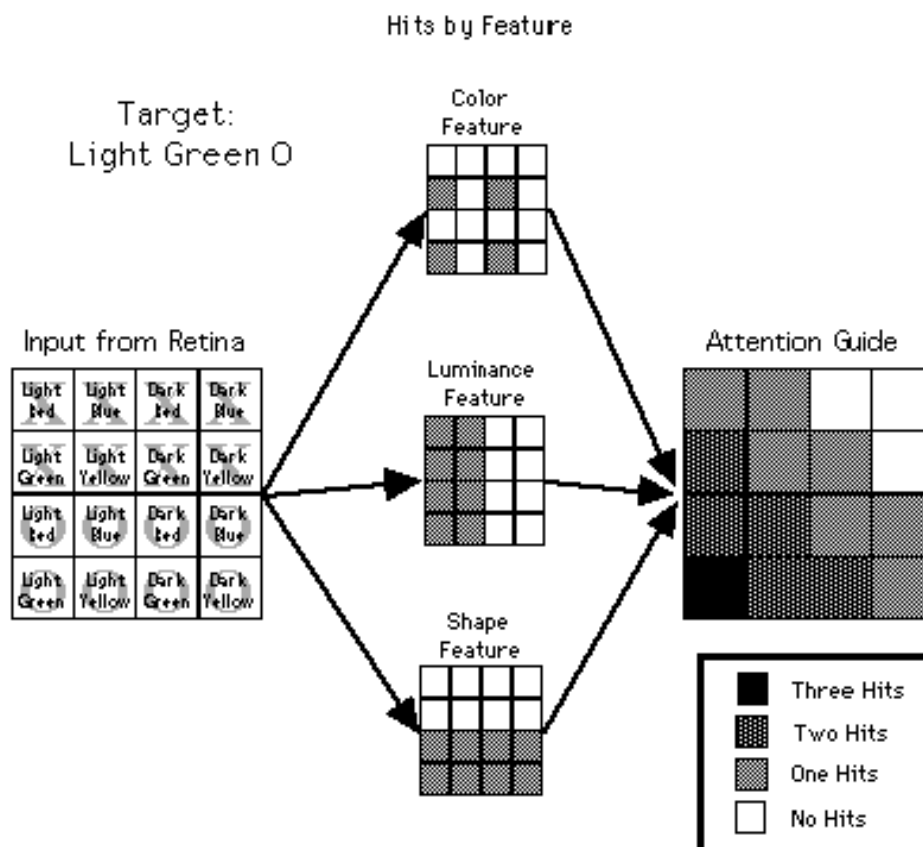 Hits by Feature
Target:
Light Green O
Color
Feature
Input from Retina
Light Red
Light Blue
Dark Red
Dark Blue
Light Green
Light Yellow
Dark Green
Dark Yellow
Light Red
Light Blue
Dark Red
Dark Blue
Light Green
Light Yellow
Dark Green
Dark Yellow
Luminance
Feature
Shape
Feature
Attention Guide
Three Hits
Two Hits
One Hits
No Hits